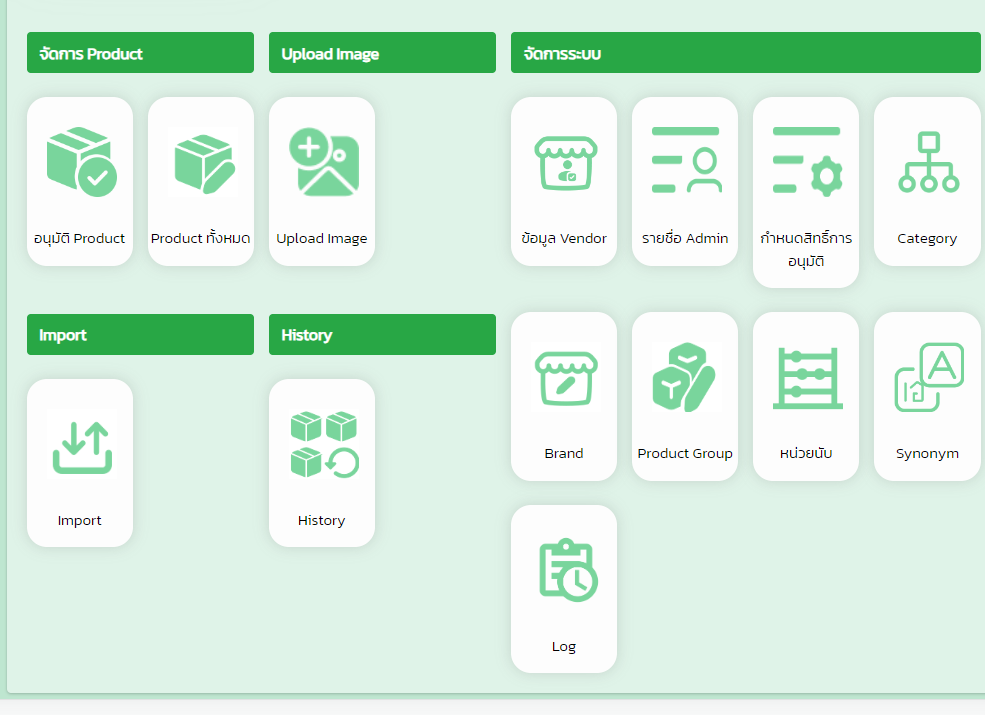 จัดการ Product
Upload Image
จัดการระบบ
อนุมัติ Product
Product ทั้งหมด
Upload Image
ข้อมูล Vendor
รายชื่อ Admin
กำหนดสิทธิ์การ
อนุมัติ
Category
Import
History
Import
History
Brand
Product Group
หน่วยนับ
A
เอ
Synonym
Log